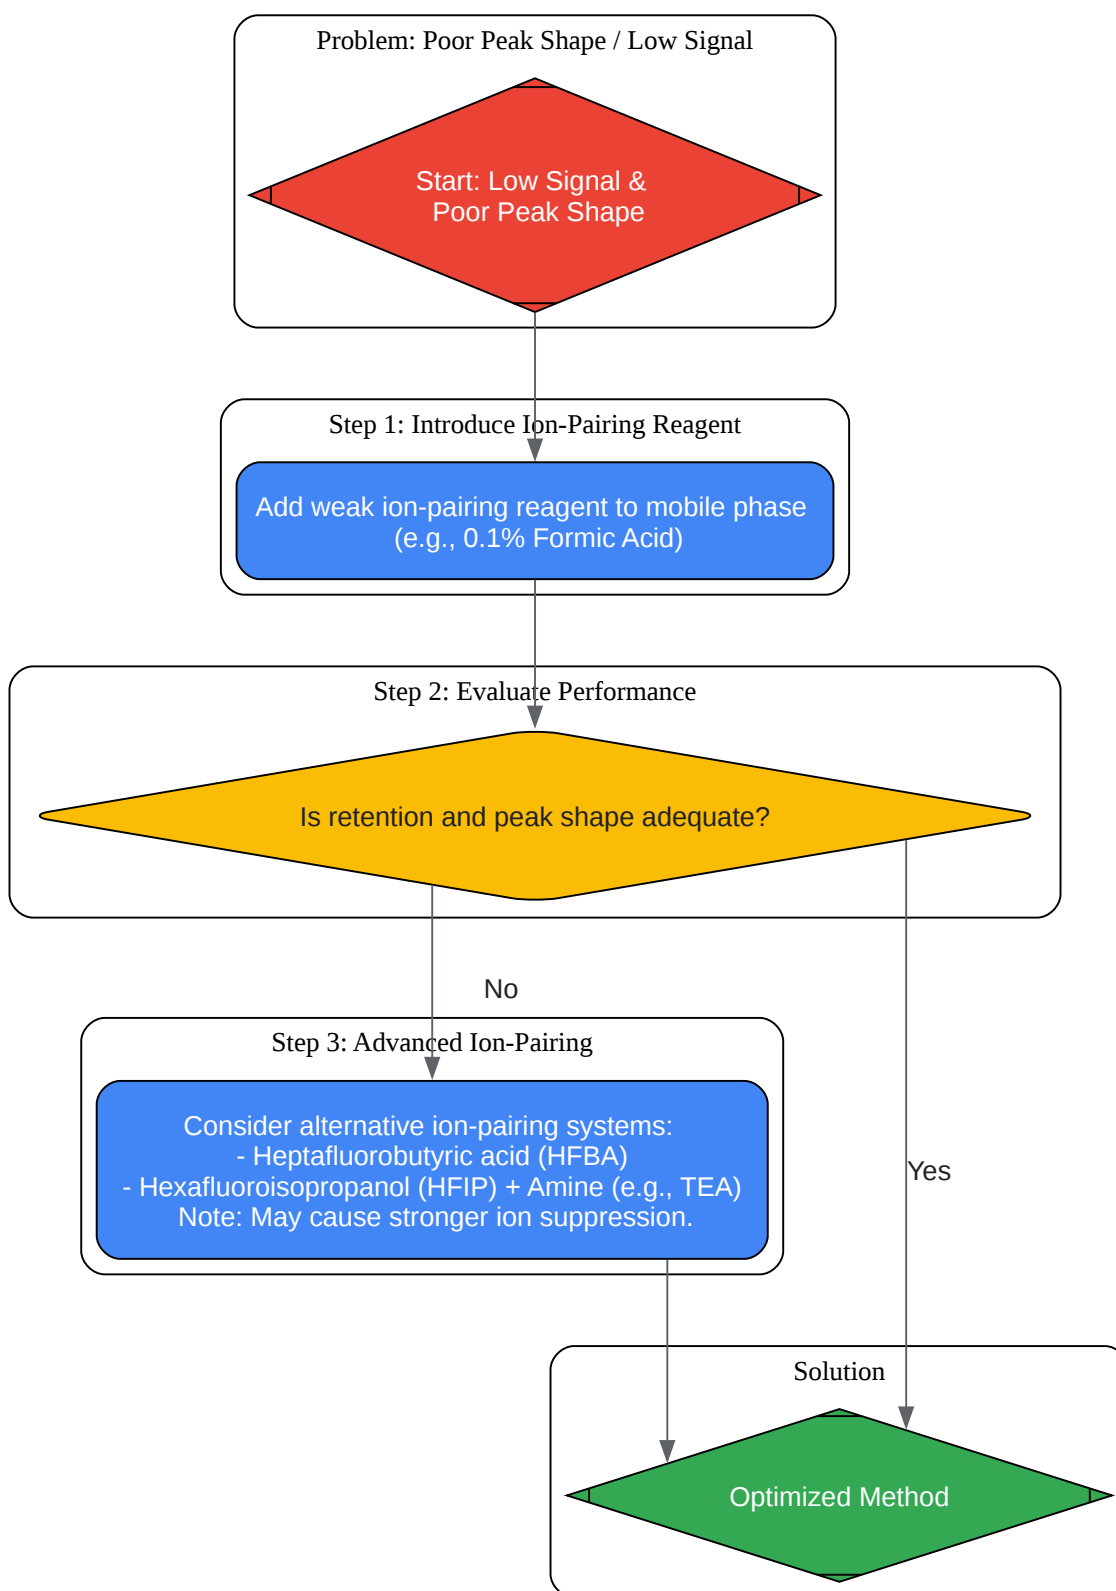 Problem: Poor Peak Shape / Low Signal
Start: Low Signal &
Poor Peak Shape
Step 1: Introduce Ion-Pairing Reagent
Add weak ion-pairing reagent to mobile phase
(e.g., 0.1% Formic Acid)
Step 2: Evaluate Performance
Is retention and peak shape adequate?
No
Step 3: Advanced Ion-Pairing
Consider alternative ion-pairing systems:
- Heptafluorobutyric acid (HFBA)
- Hexafluoroisopropanol (HFIP) + Amine (e.g., TEA)
Note: May cause stronger ion suppression.
Yes
Solution
Optimized Method